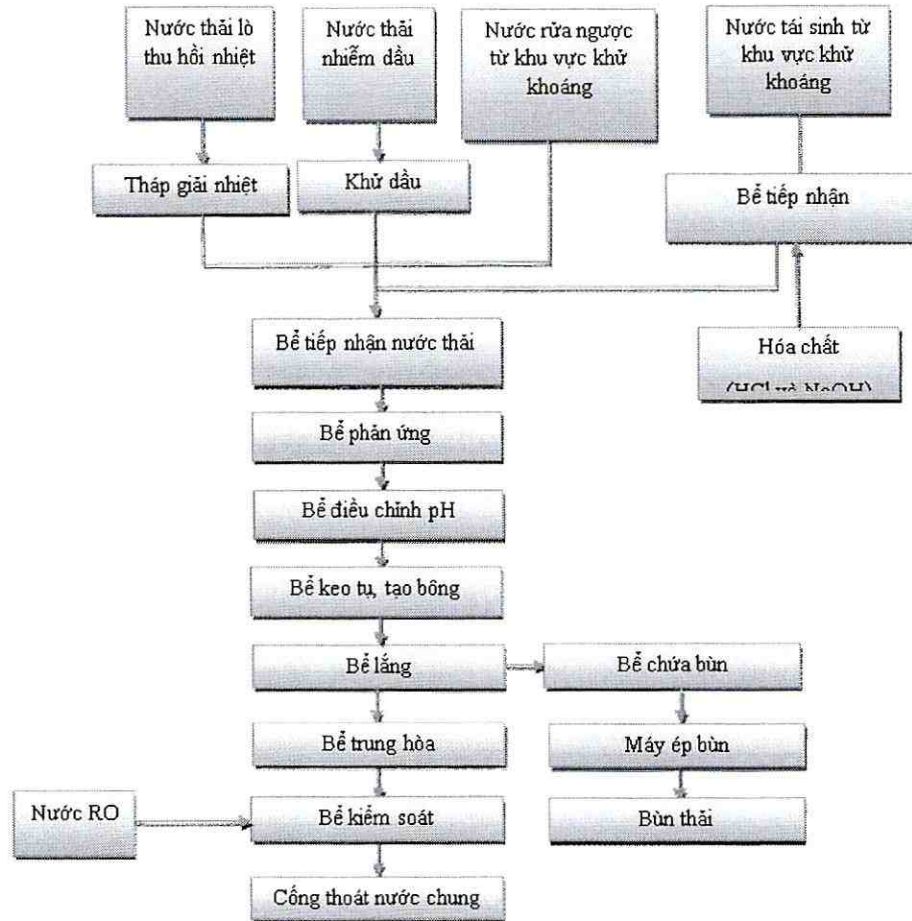 Nước thải lò
thu hồi nhiệt
Nước thải
nhiễm dầu
Nước rửa ngược
từ khu vực khử
khoáng
Nước tái sinh từ
khu vực khử
khoáng
Tháp giải nhiệt
Khử dầu
Bể tiếp nhận
Bể tiếp nhận nước thải
Hóa chất
(HCl và NaOH)
Bể phản ứng
Bể điều chỉnh pH
Bể keo tụ, tạo bông
Bể lắng
Bể chứa bùn
Bể trung hòa
Máy ép bùn
Nước RO
Bể kiểm soát
Bùn thải
Cống thoát nước chung